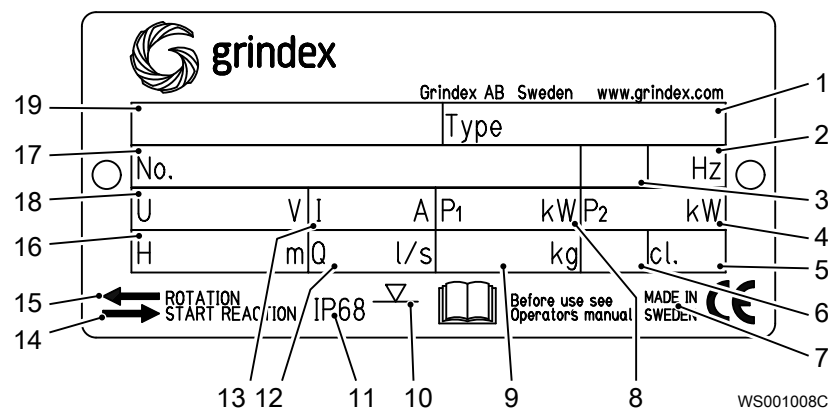 grindex
Grindex AB Sweden www.grindex.com
19
1
Type
17
No.
Hz
2
3
18
U V I A P1 kW P2 kW
4
16
H m Q l/s kg cl.
5
15
ROTATION
14
START REACTION
IP68
Before use see
Operator's manual
MADE IN
SWEDEN
CE
6
7
13 12 11 10 9 8
WS001008C